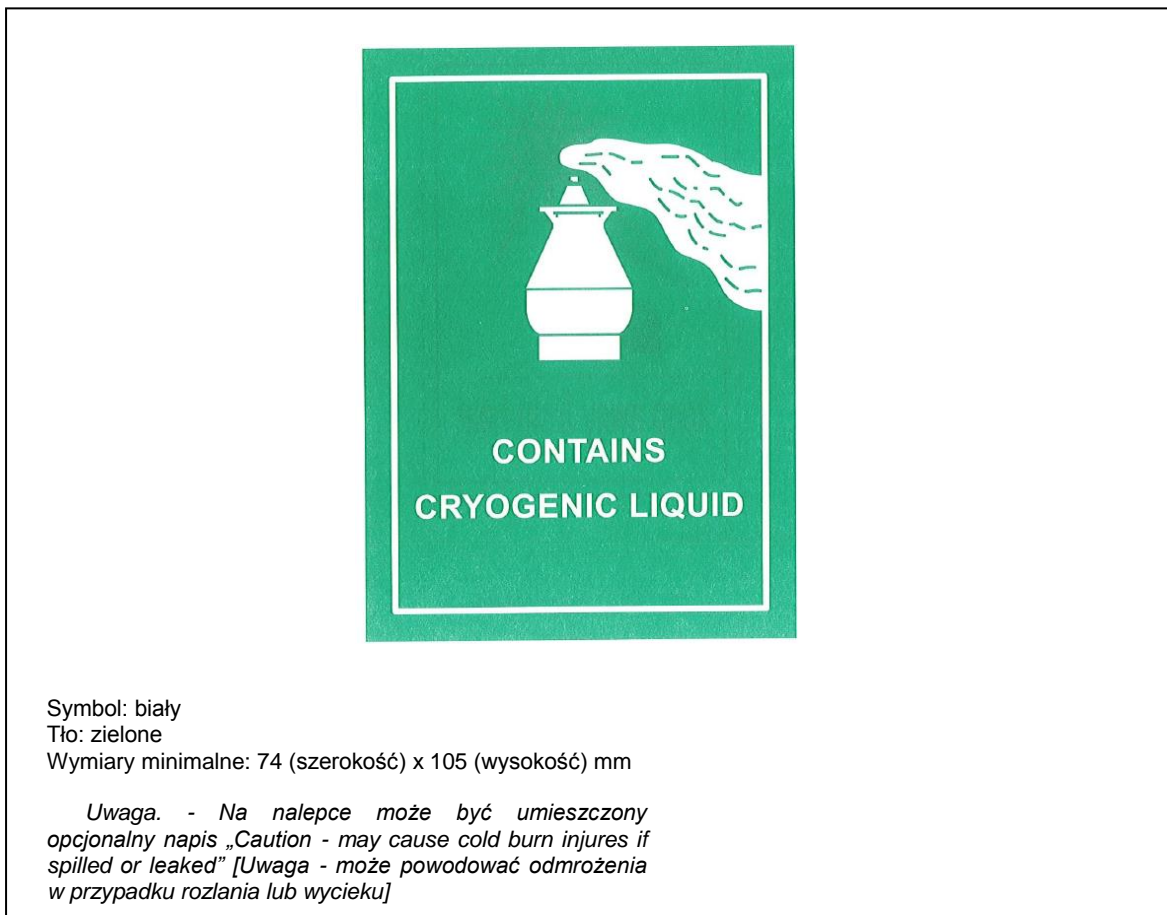 CONTAINS
CRYOGENIC LIQUID
Symbol: biały
Tło: zielone
Wymiary minimalne: 74 (szerokość) x 105 (wysokość) mm
Uwaga. - Na nalepce może być umieszczony
opcjonalny napis „Caution - may cause cold burn injures if
spilled or leaked” [Uwaga - może powodować odmrożenia
w przypadku rozlania lub wycieku]